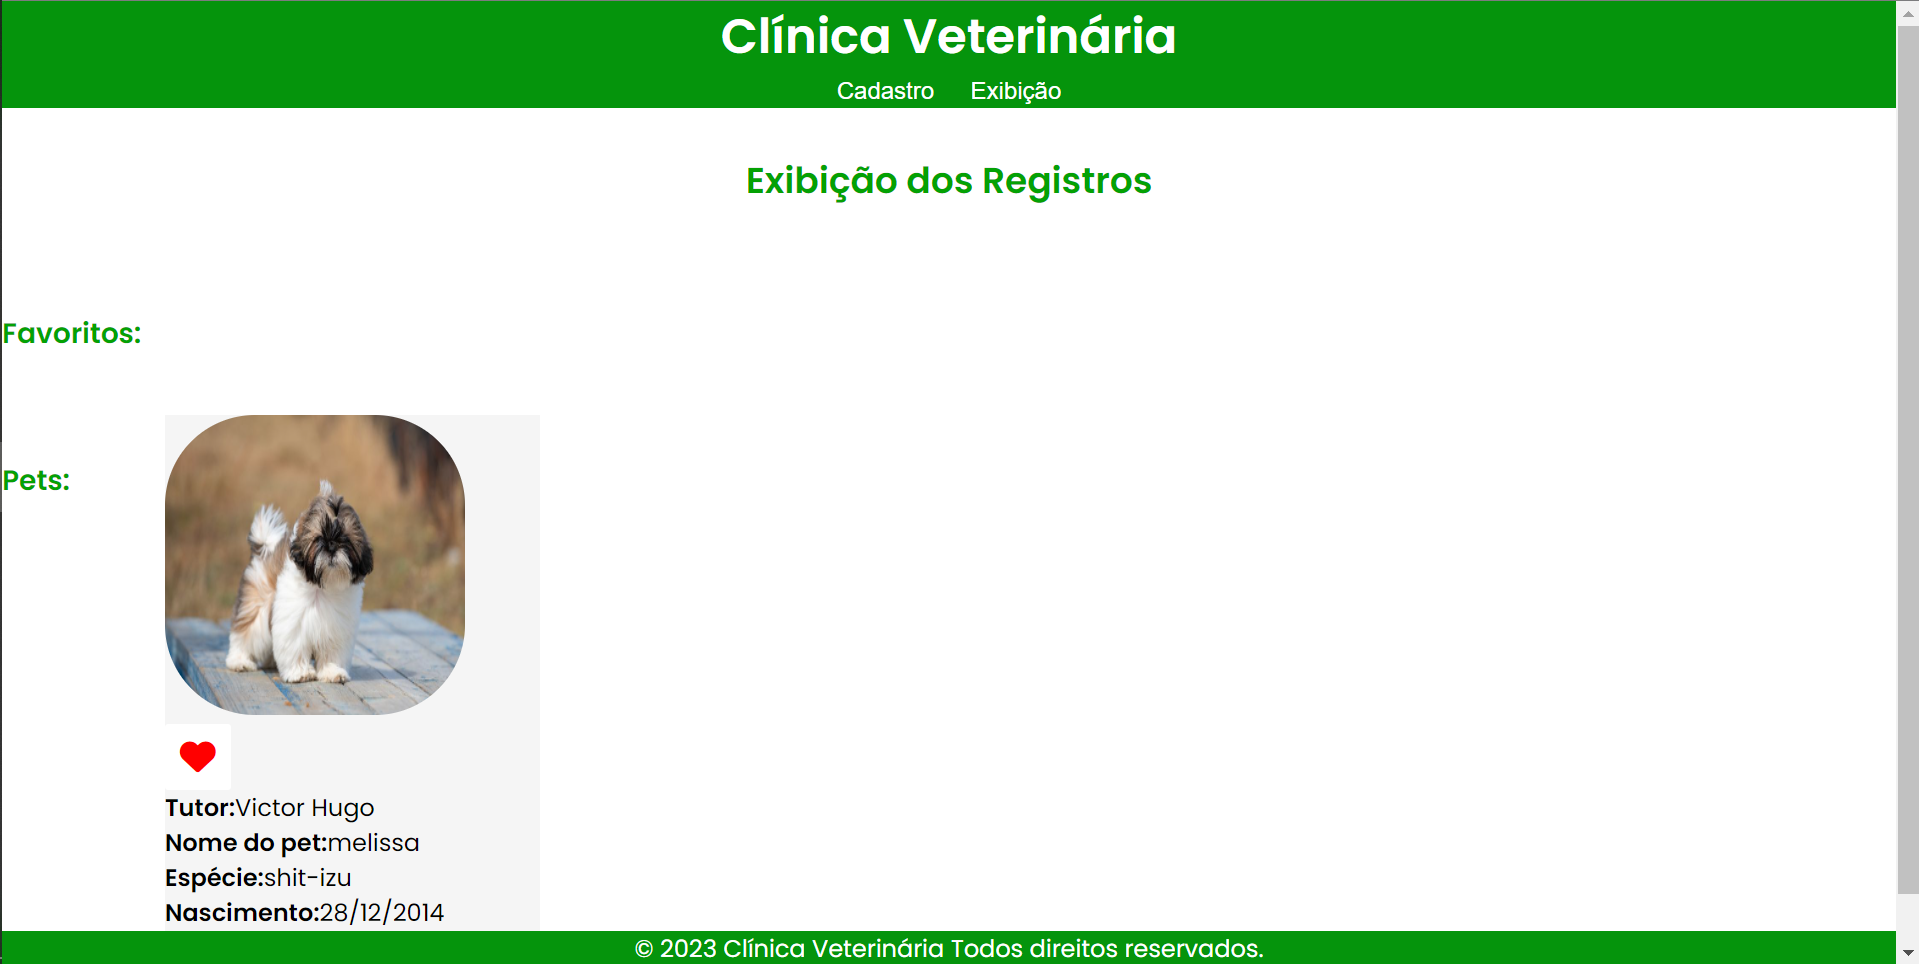 Clínica Veterinária
Cadastro Exibição
Exibição dos Registros
Favoritos:
Pets:
Tutor:Victor Hugo
Nome do pet:melissa
Espécie:shit-izu
Nascimento:28/12/2014
© 2023 Clínica Veterinária Todos direitos reservados.